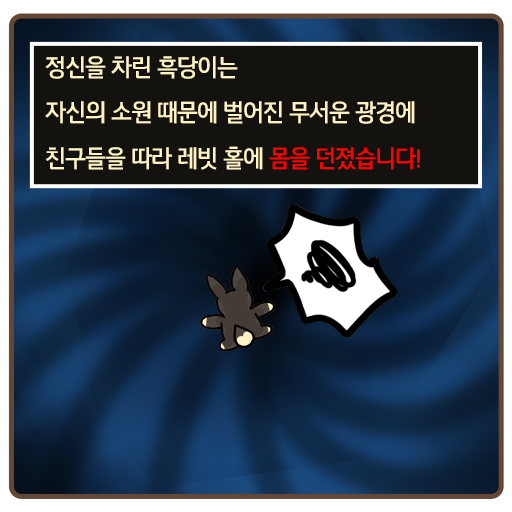 정신을 차린 흑당이는
자신의 소원 때문에 벌어진 무서운 광경에
친구들을 따라 레빗 홀에 몸을 던졌습니다!